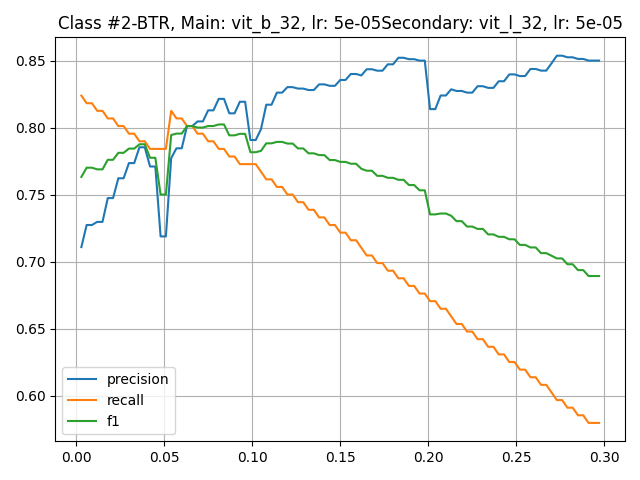 Class #2-BTR, Main: vit_b_32, lr: 5e-05Secondary: vit_l_32, lr: 5e-05
0.85
0.80
0.75
0.70
0.65
0.60
precision
recall
f1
0.00 0.05 0.10 0.15 0.20 0.25 0.30